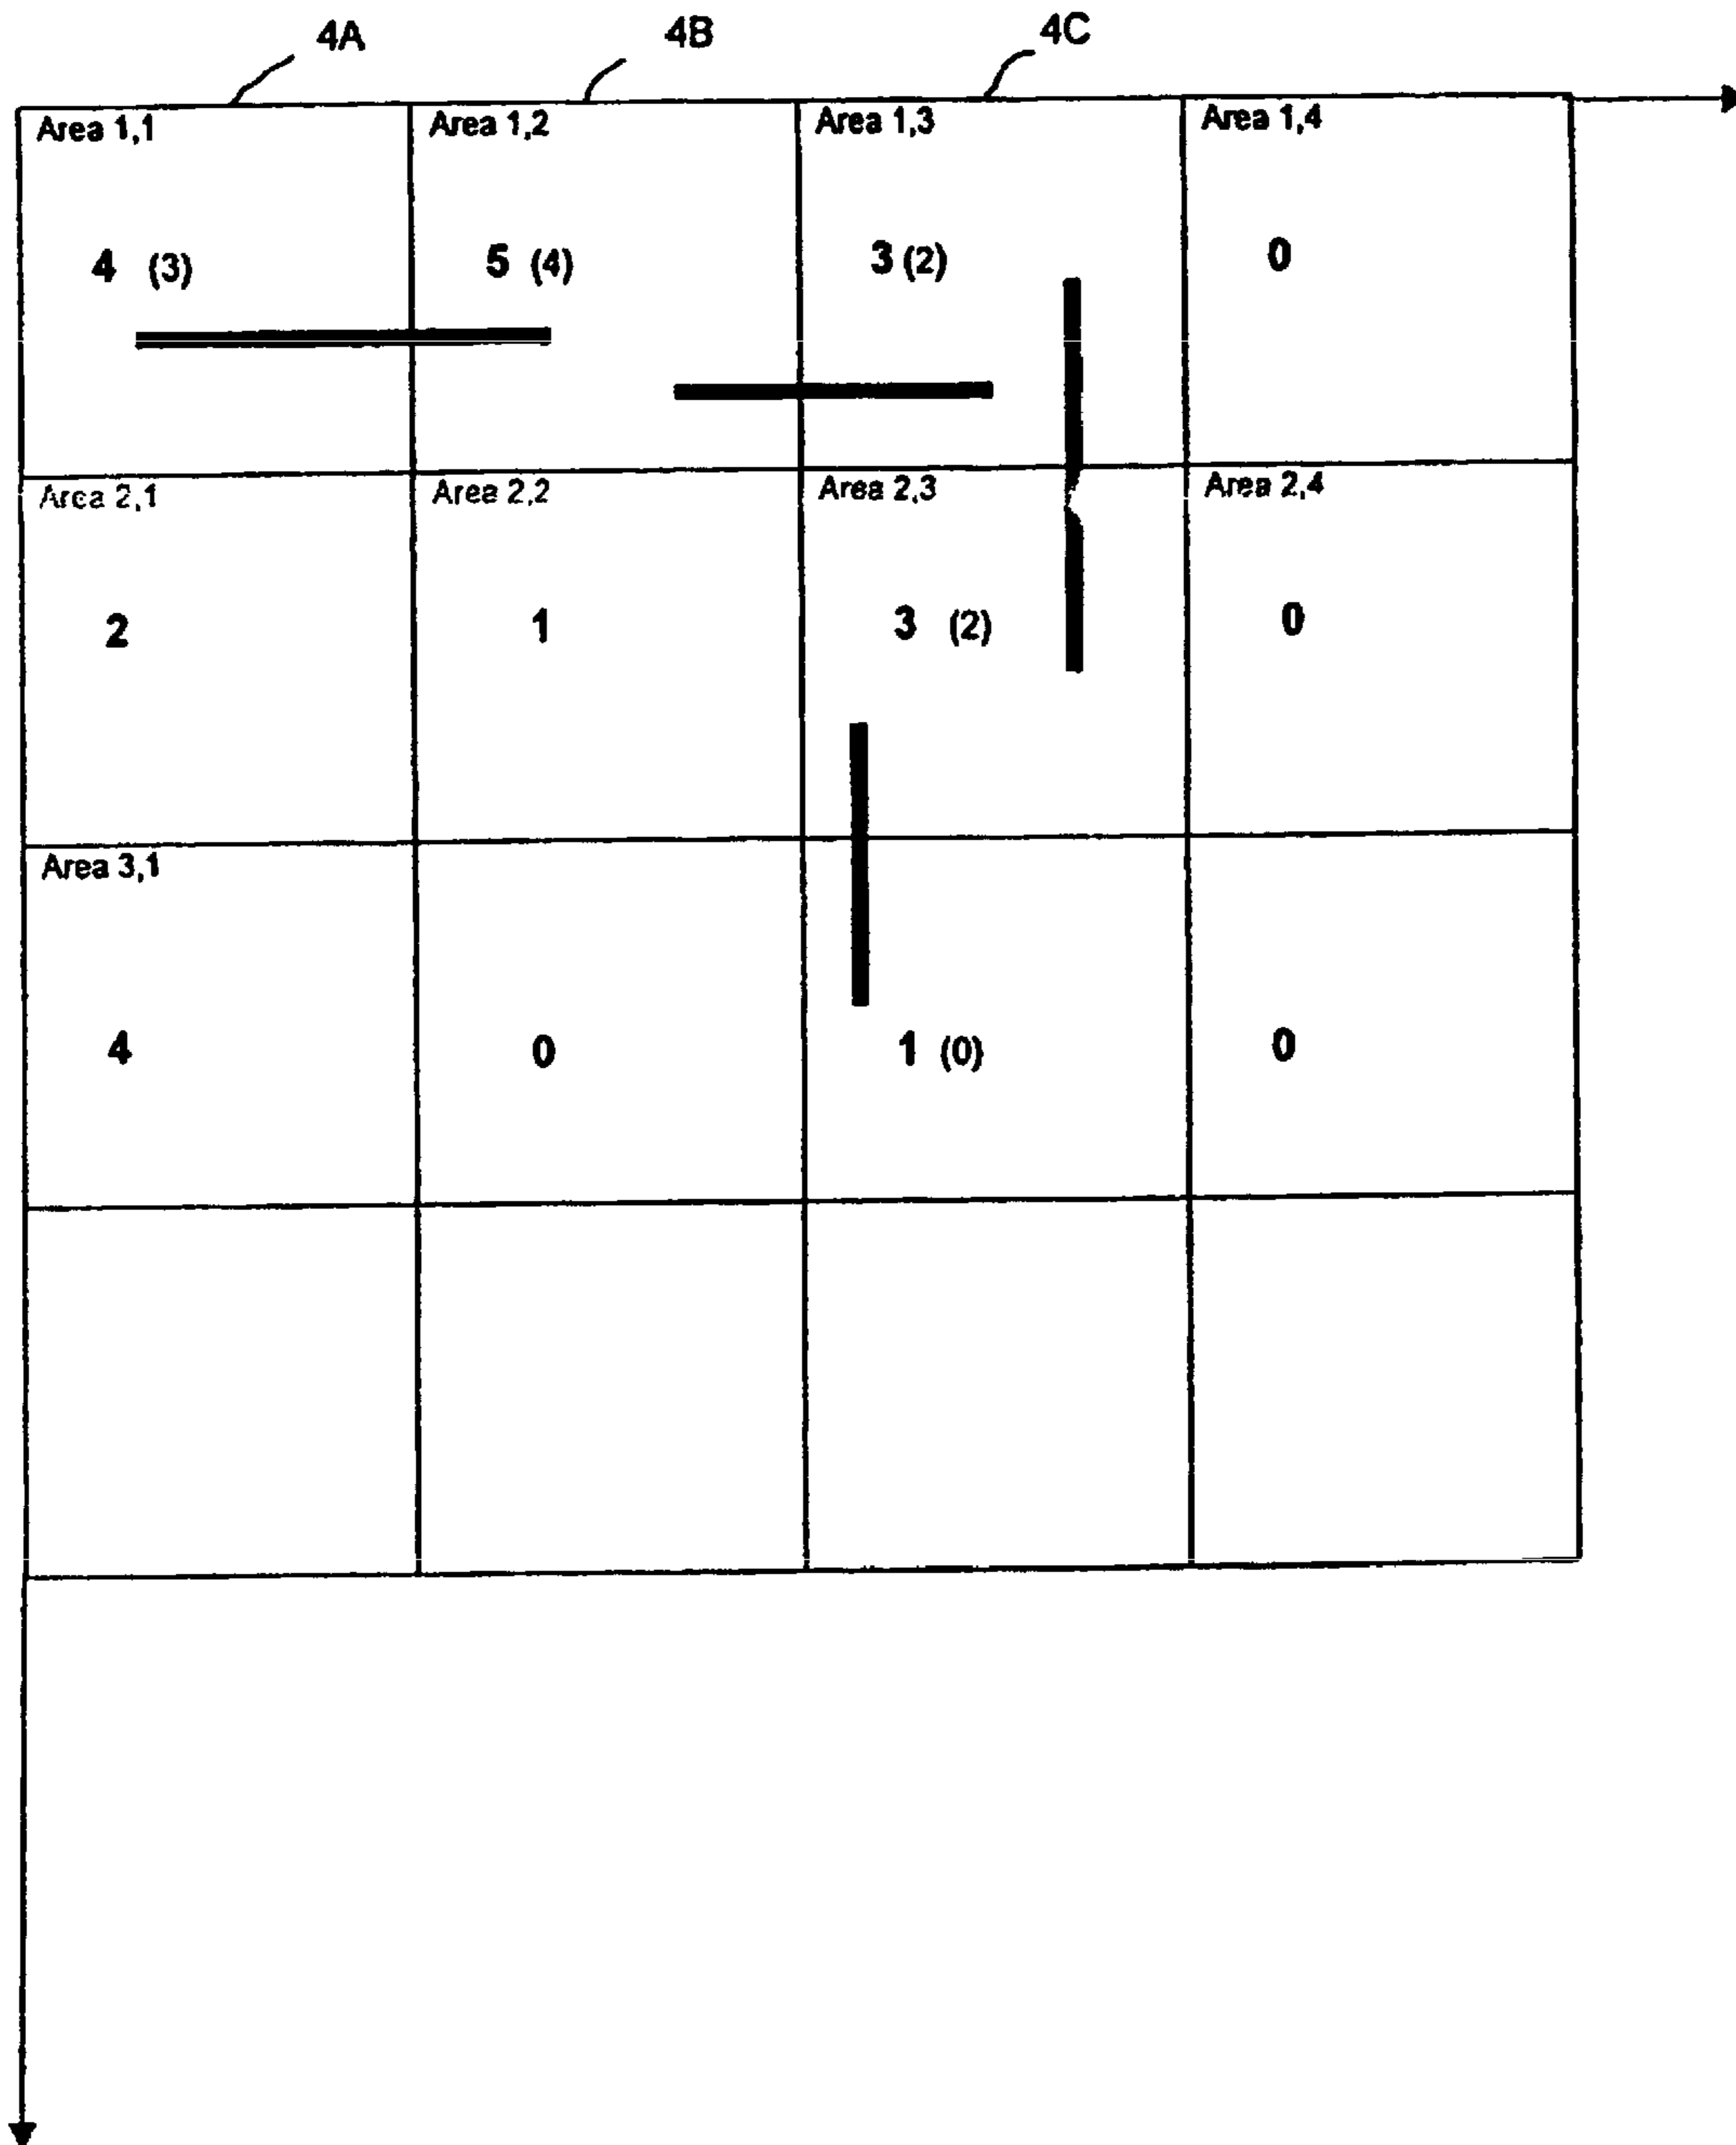 4A 4B 4C
Area 1,1 Area 1,2 Area 1,3 Area 1,4
4 (3) 5 (4) 3 (2) 0
Area 2,1 Area 2,2 Area 2,3 Area 2,4
2 1 3 (2) 0
Area 3,1
4 0 1 (0) 0